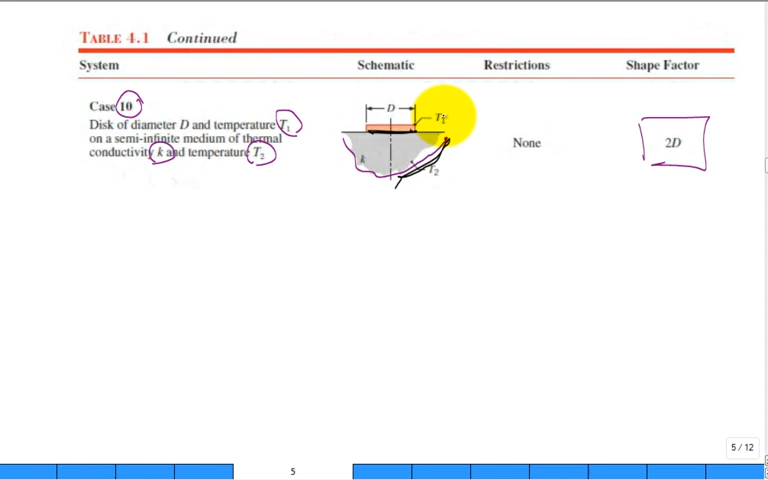 TABLE 4.1 Continued
System Schematic Restrictions Shape Factor
Case 10
Disk of diameter D and temperature T1
on a semi-infinite medium of thermal
conductivity k and temperature T2
D
T1
k
T2
None
2D
5 / 12
5